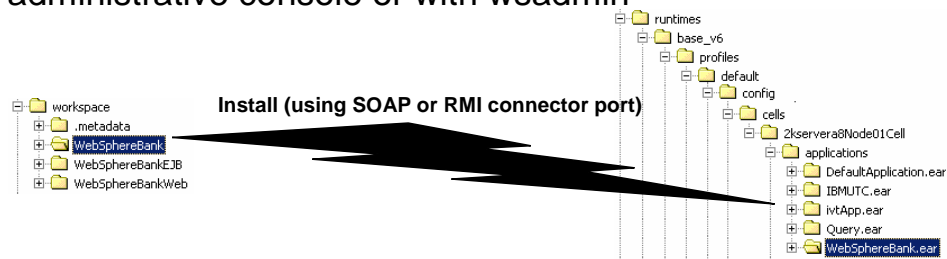 administrative console or with wsadmin
Install (using SOAP or RMI connector port)
workspace
.metadata
WebSphereBank
WebSphereBankEJB
WebSphereBankWeb
runtimes
base_v6
profiles
default
config
cells
2kservera8Node01Cell
applications
DefaultApplication.ear
IBMUTC.ear
ivtApp.ear
Query.ear
WebSphereBank.ear